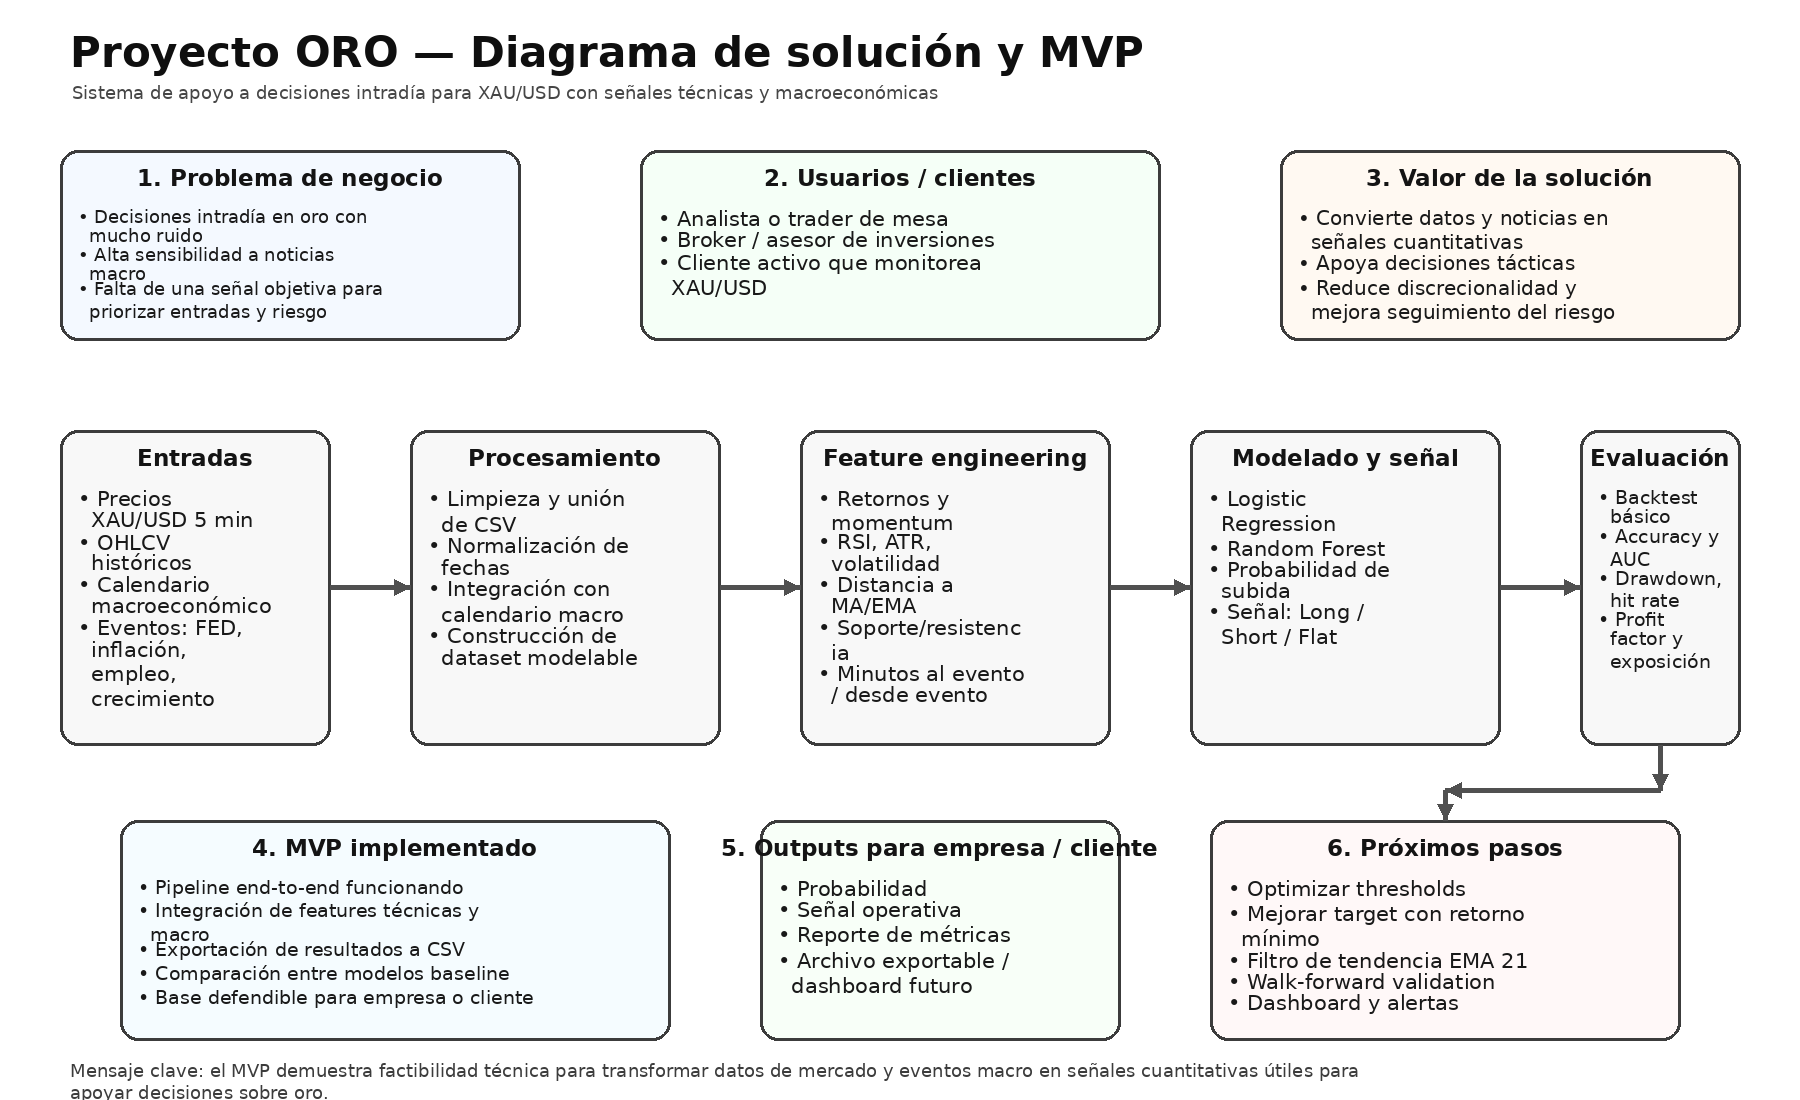 Proyecto ORO — Diagrama de solución y MVP
Sistema de apoyo a decisiones intradía para XAU/USD con señales técnicas y macroeconómicas
1. Problema de negocio
• Decisiones intradía en oro con
mucho ruido
• Alta sensibilidad a noticias
macro
• Falta de una señal objetiva para
priorizar entradas y riesgo
2. Usuarios / clientes
• Analista o trader de mesa
• Broker / asesor de inversiones
• Cliente activo que monitorea
XAU/USD
3. Valor de la solución
• Convierte datos y noticias en
señales cuantitativas
• Apoya decisiones tácticas
• Reduce discrecionalidad y
mejora seguimiento del riesgo
Entradas
• Precios
XAU/USD 5 min
• OHLCV
históricos
• Calendario
macroeconómico
• Eventos: FED,
inflación,
empleo,
crecimiento
Procesamiento
• Limpieza y unión
de CSV
• Normalización de
fechas
• Integración con
calendario macro
• Construcción de
dataset modelable
Feature engineering
• Retornos y
momentum
• RSI, ATR,
volatilidad
• Distancia a
MA/EMA
• Soporte/resistenc
ia
• Minutos al evento
/ desde evento
Modelado y señal
• Logistic
Regression
• Random Forest
• Probabilidad de
subida
• Señal: Long /
Short / Flat
Evaluación
• Backtest
básico
• Accuracy y
AUC
• Drawdown,
hit rate
• Profit
factor y
exposición
4. MVP implementado
• Pipeline end-to-end funcionando
• Integración de features técnicas y
macro
• Exportación de resultados a CSV
• Comparación entre modelos baseline
• Base defendible para empresa o cliente
5. Outputs para empresa / cliente
• Probabilidad
• Señal operativa
• Reporte de métricas
• Archivo exportable /
dashboard futuro
6. Próximos pasos
• Optimizar thresholds
• Mejorar target con retorno
mínimo
• Filtro de tendencia EMA 21
• Walk-forward validation
• Dashboard y alertas
Mensaje clave: el MVP demuestra factibilidad técnica para transformar datos de mercado y eventos macro en señales cuantitativas útiles para
apoyar decisiones sobre oro.